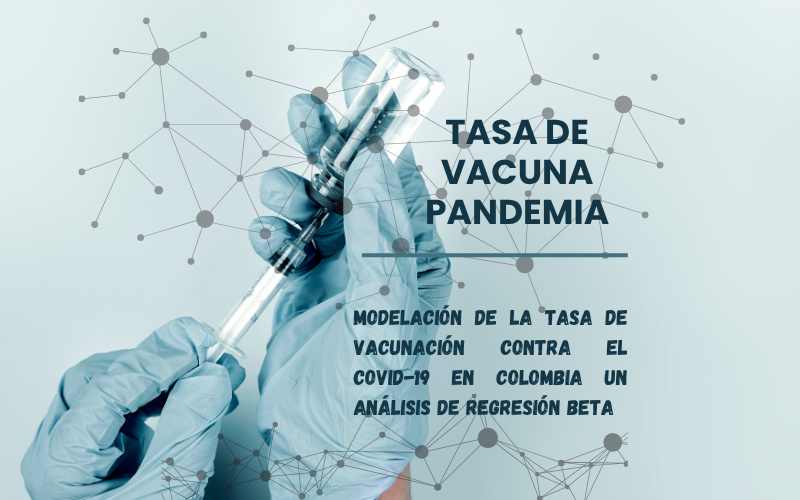 TASA DE
VACUNA
PANDEMIA
MODELACIÓN DE LA TASA DE
VACUNACIÓN CONTRA EL
COVID-19 EN COLOMBIA UN
ANÁLISIS DE REGRESIÓN BETA